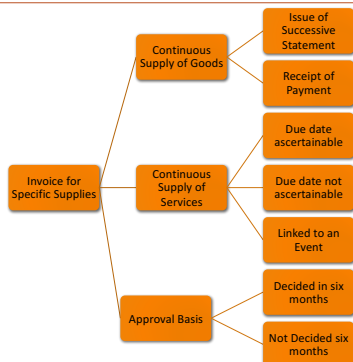 Issue of
Successive
Statement
Continuous
Supply of Goods
Receipt of
Payment
Due date
ascertainable
Invoice for
Specific Supplies
Continuous
Supply of
Services
Due date not
ascertainable
Linked to an
Event
Decided in six
months
Approval Basis
Not Decided six
months